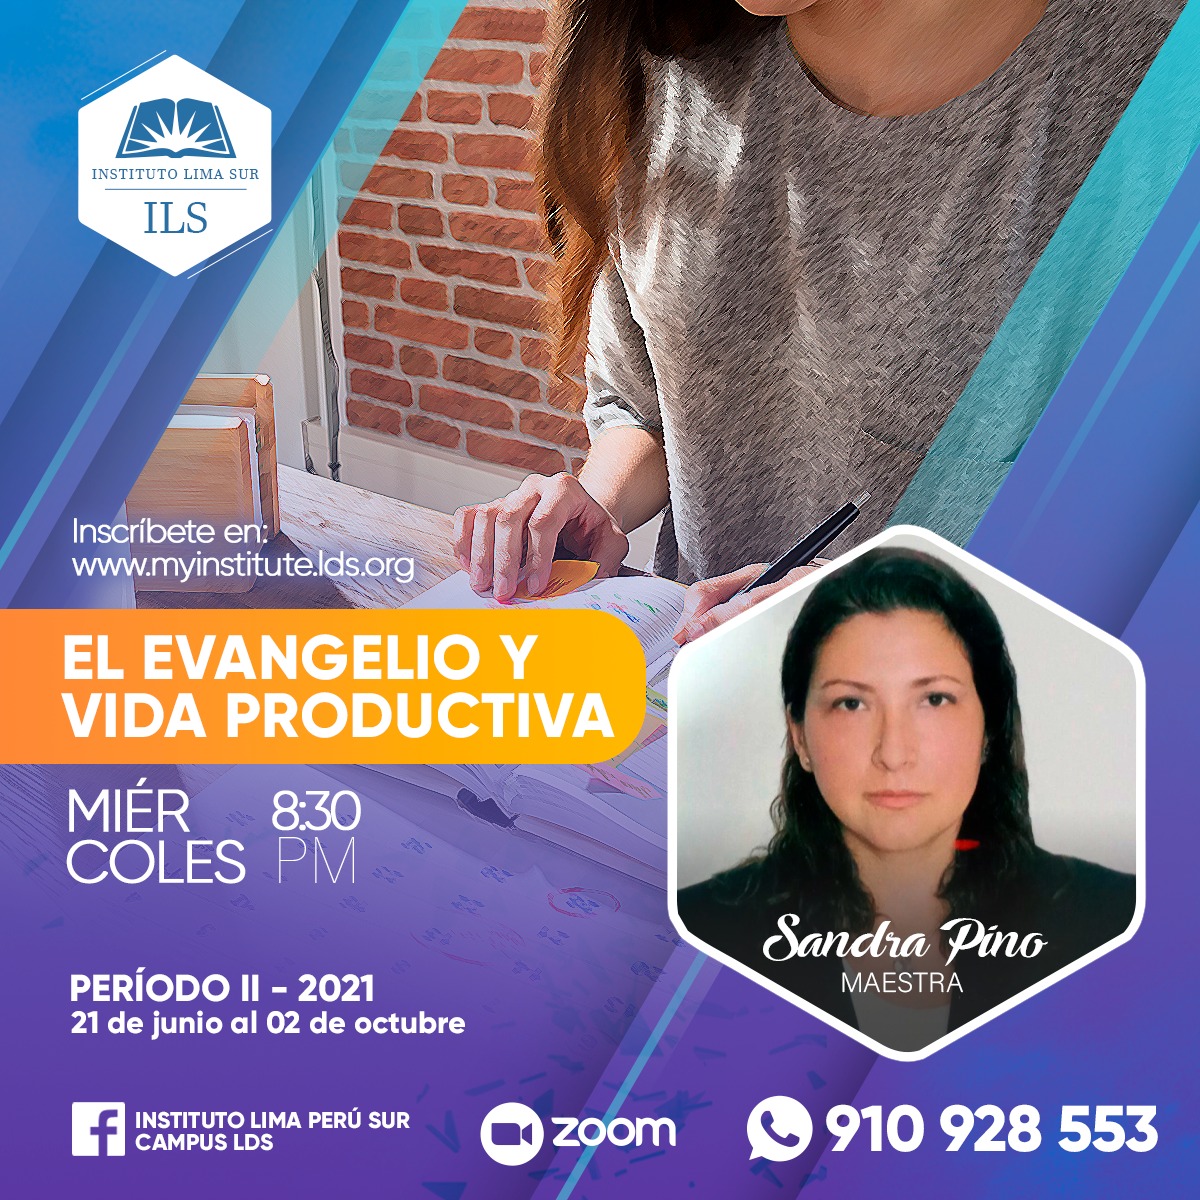 INSTITUTO LIMA SUR
ILS
Inscríbete en:
www.myinstitute.lds.org
EL EVANGELIO Y
VIDA PRODUCTIVA
MIÉR
COLES
8:30
PM
Sandra Pino
MAESTRA
PERÍODO II - 2021
21 de junio al 02 de octubre
INSTITUTO LIMA PERÚ SUR
CAMPUS LDS
zoom
910 928 553